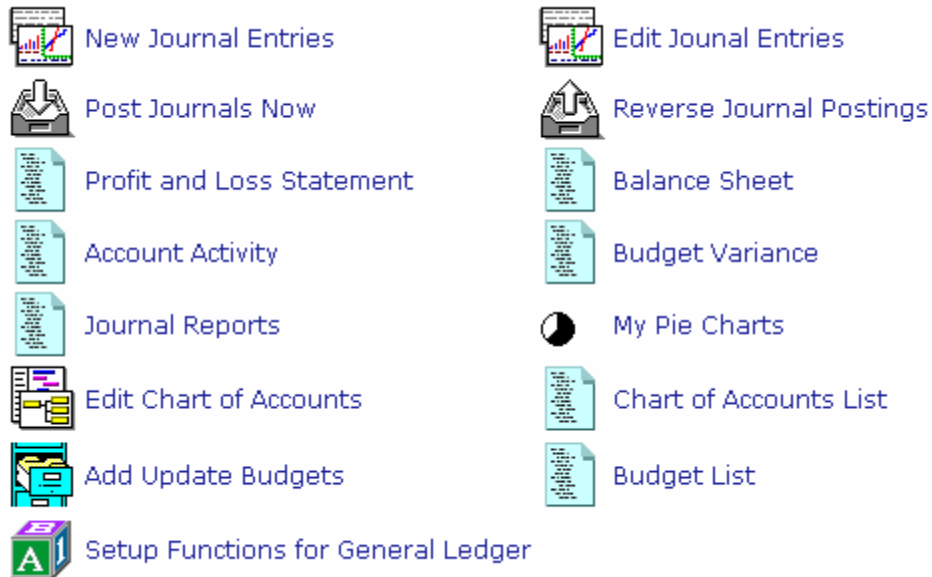 New Journal Entries
Edit Jounal Entries
Post Journals Now
Reverse Journal Postings
Profit and Loss Statement
Balance Sheet
Account Activity
Budget Variance
Journal Reports
My Pie Charts
Edit Chart of Accounts
Chart of Accounts List
Add Update Budgets
Budget List
Setup Functions for General Ledger